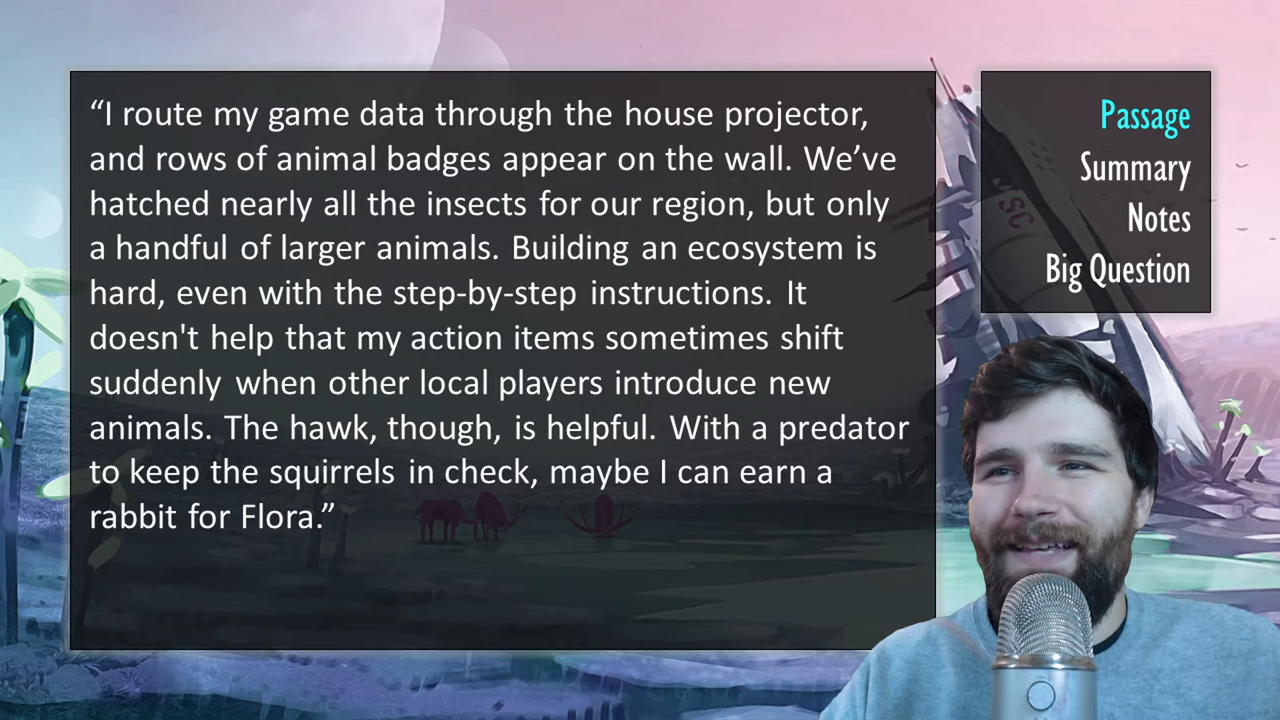 “I route my game data through the house projector,
and rows of animal badges appear on the wall. We’ve
hatched nearly all the insects for our region, but only
a handful of larger animals. Building an ecosystem is
hard, even with the step-by-step instructions. It
doesn't help that my action items sometimes shift
suddenly when other local players introduce new
animals. The hawk, though, is helpful. With a predator
to keep the squirrels in check, maybe I can earn a
rabbit for Flora.”
Passage
Summary
Notes
Big Question
SC